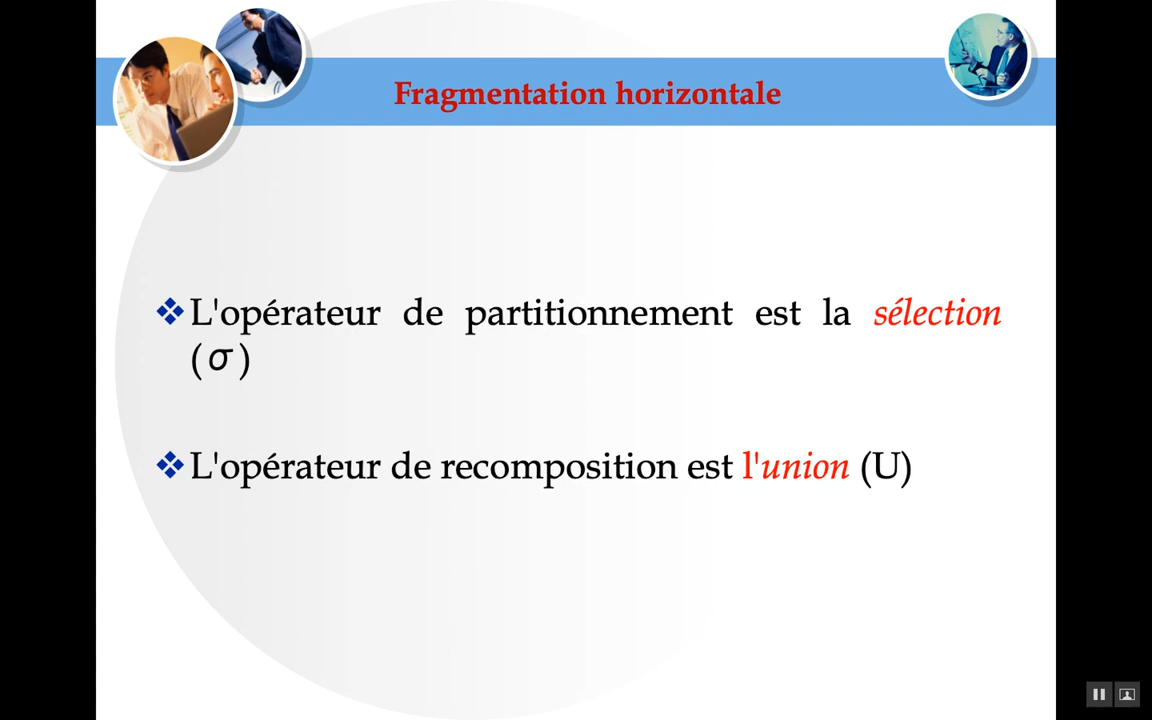 Fragmentation horizontale
❖L'opérateur de partitionnement est la sélection
(σ)
❖L'opérateur de recomposition est l'union (U)